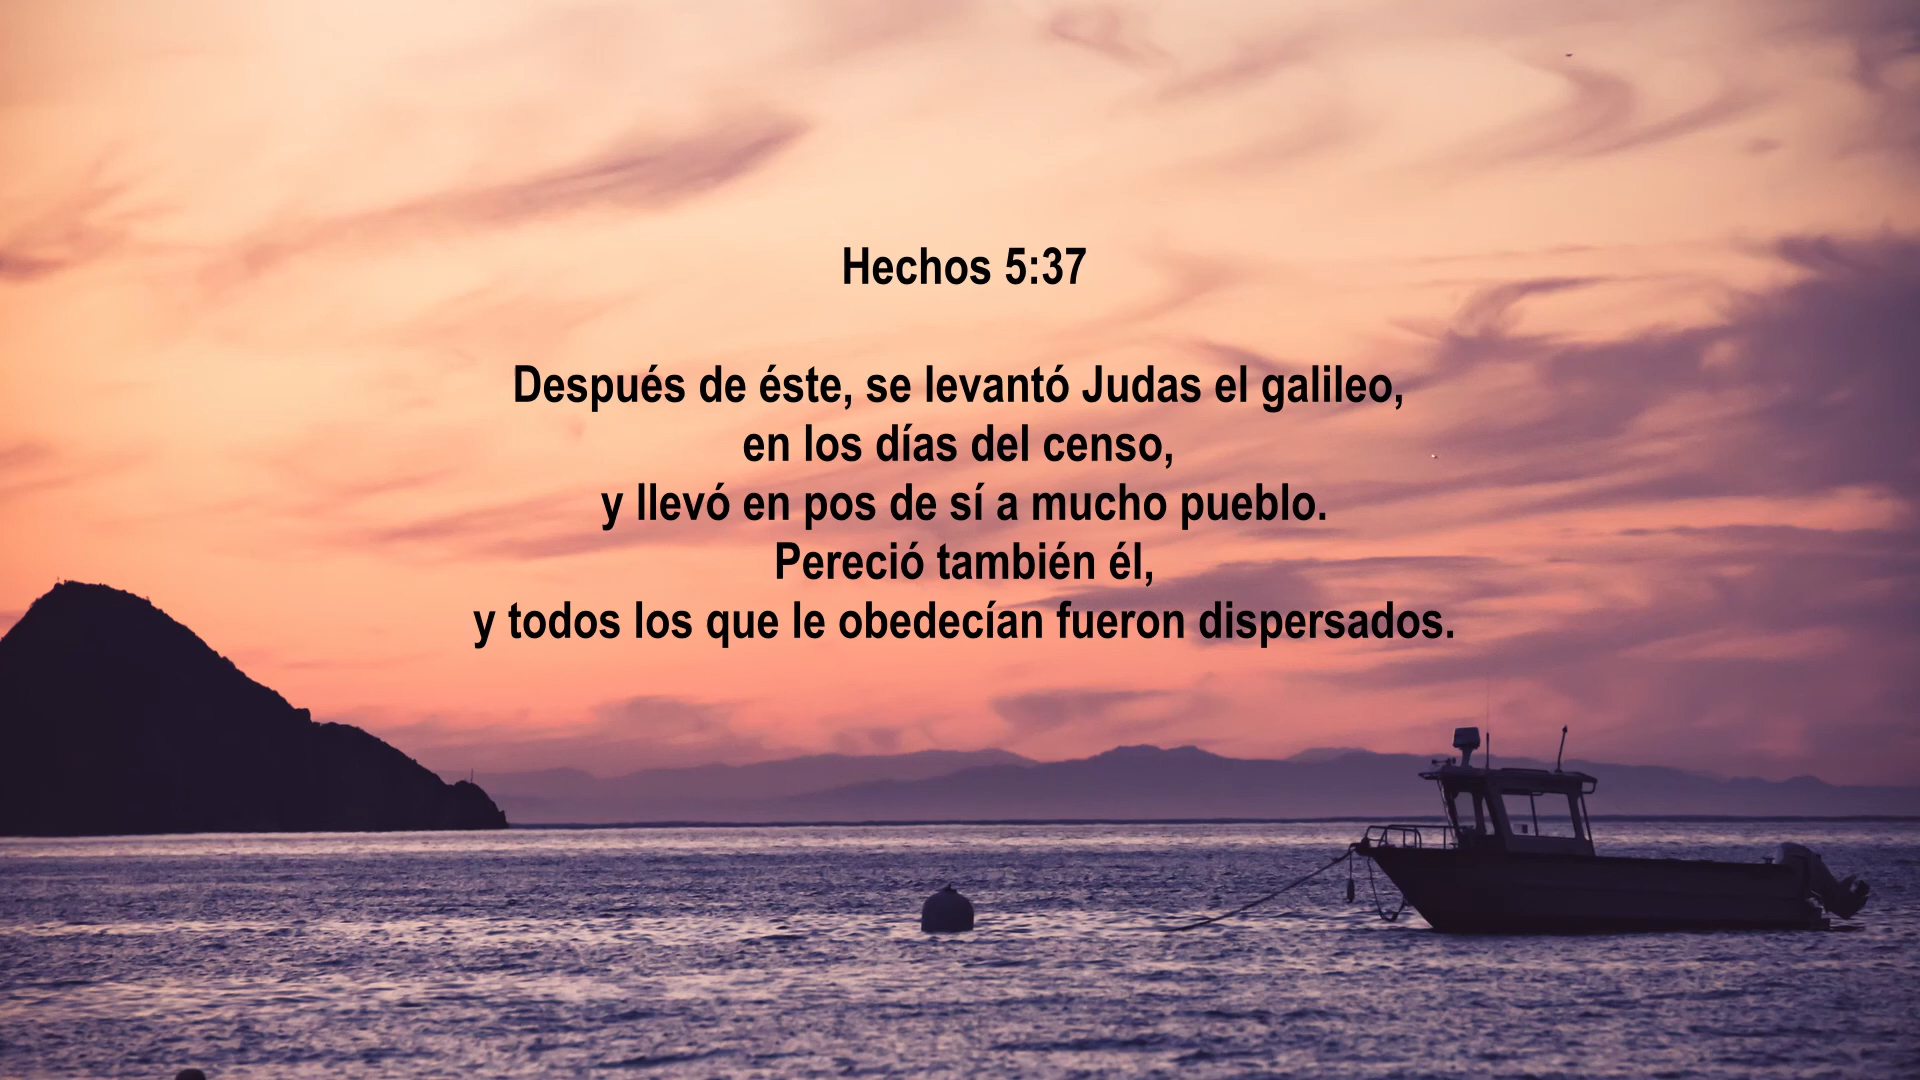 Hechos 5:37
Después de éste, se levantó Judas el galileo,
en los días del censo,
y llevó en pos de sí a mucho pueblo.
Pereció también él,
y todos los que le obedecían fueron dispersados.